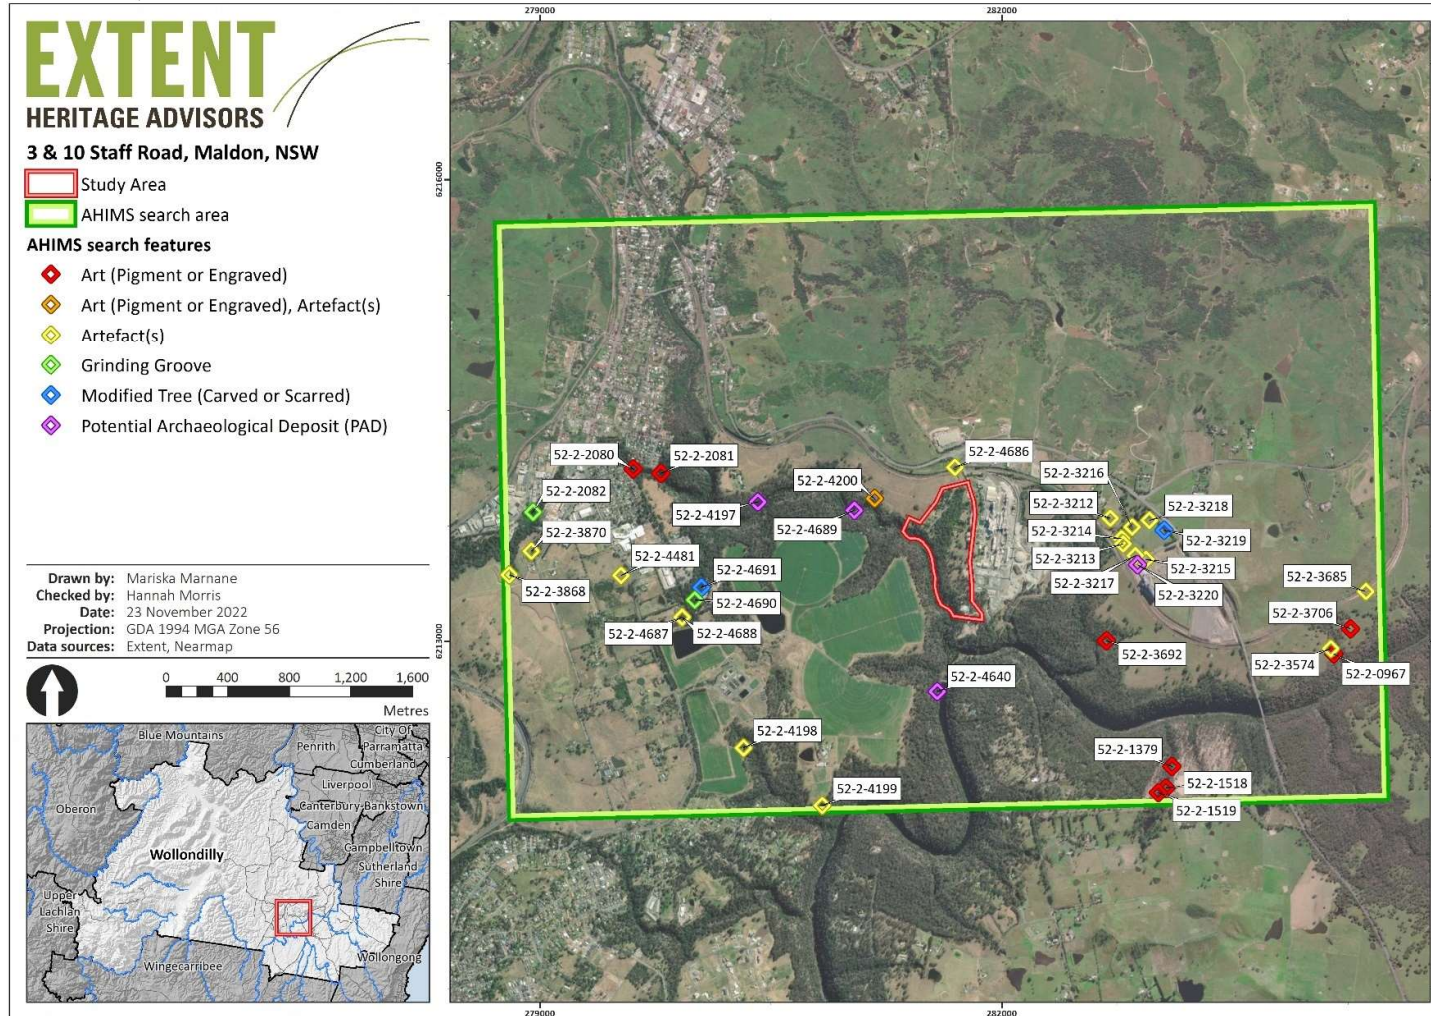 EXTENT
HERITAGE ADVISORS
3 & 10 Staff Road, Maldon, NSW
Study Area
AHIMS search area
AHIMS search features
Art (Pigment or Engraved)
Art (Pigment or Engraved), Artefact(s)
Artefact(s)
Grinding Groove
Modified Tree (Carved or Scarred)
Potential Archaeological Deposit (PAD)
Drawn by: Mariska Marnane
Checked by: Hannah Morris
Date: 23 November 2022
Projection: GDA 1994 MGA Zone 56
Data sources: Extent, Nearmap
0 400 800 1,200 1,600
Metres
Blue Mountains
Penrith
City Of
Parramatta
Cumberland
Liverpool
Canterbury-Bankstown
Camden
Campbelltown
Sutherland
Shire
Oberon
Wollondilly
Upper
Lachlan
Shire
Wingecarribee
Wollongong
279000
282000
6216000
6213000
52-2-2080
52-2-2081
52-2-4686
52-2-4200
52-2-3216
52-2-2082
52-2-4197
52-2-4689
52-2-3212
52-2-3218
52-2-3870
52-2-3214
52-2-3219
52-2-4481
52-2-3213
52-2-3215
52-2-3868
52-2-4691
52-2-3217
52-2-3220
52-2-3685
52-2-4690
52-2-3706
52-2-4687
52-2-4688
52-2-3692
52-2-3574
52-2-0967
52-2-4640
52-2-4198
52-2-1379
52-2-4199
52-2-1518
52-2-1519
279000
282000